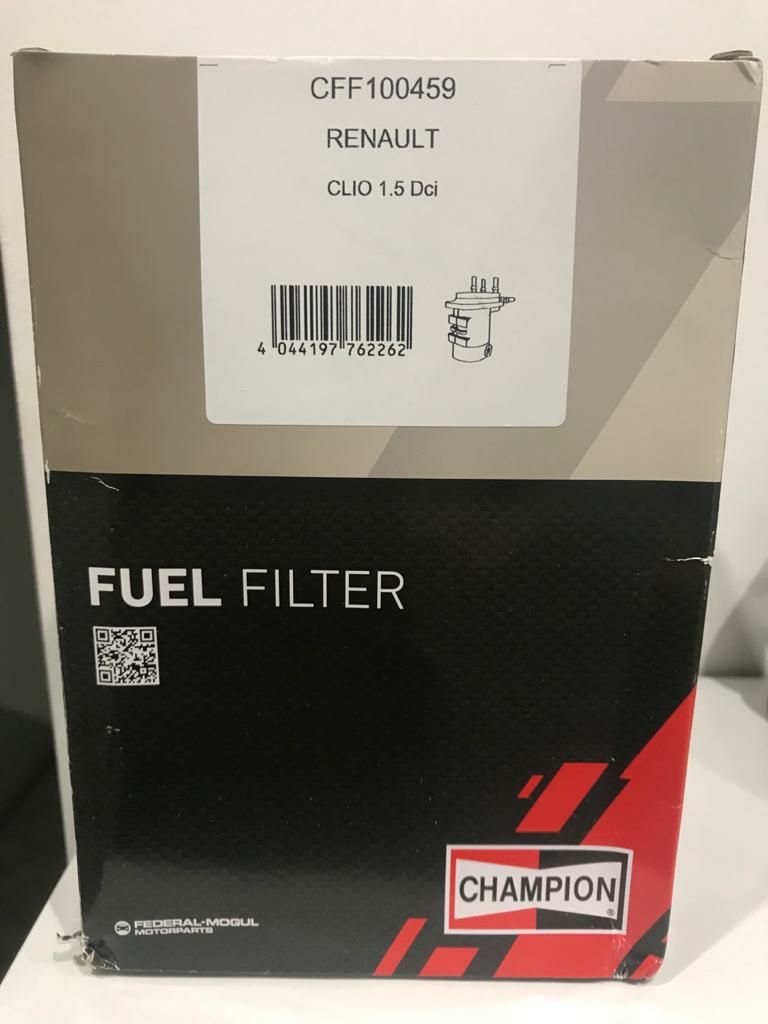 CFF100459
RENAULT
CLIO 1.5 Dci
4 044197 762262
FUEL FILTER
CHAMPION
®
FEDERAL-MOGUL
MOTORPARTS